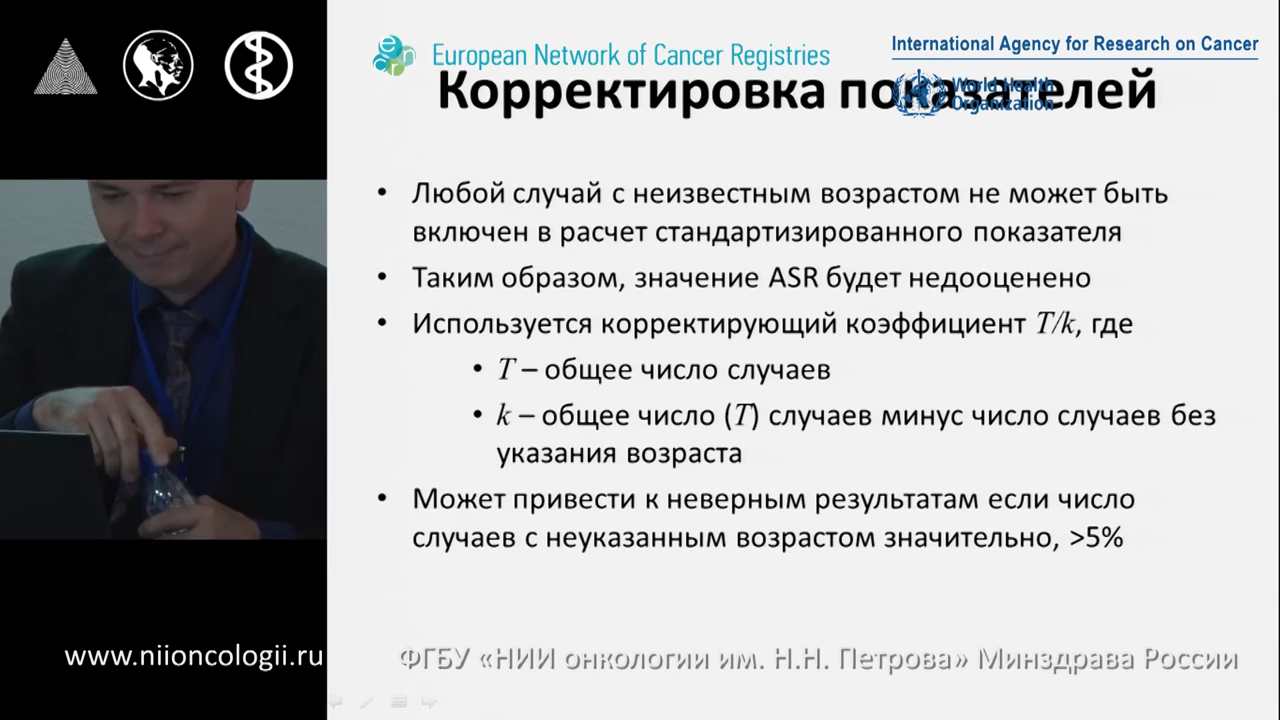 European Network of Cancer Registries
International Agency for Research on Cancer
World Health
Organization
Корректировка показателей
• Любой случай с неизвестным возрастом не может быть
включен в расчет стандартизированного показателя
• Таким образом, значение ASR будет недооценено
• Используется корректирующий коэффициент T/k, где
• T – общее число случаев
• k – общее число (T) случаев минус число случаев без
указания возраста
• Может привести к неверным результатам если число
случаев с неуказанным возрастом значительно, >5%
www.niioncologii.ru
ФГБУ «НИИ онкологии им. Н.Н. Петрова» Минздрава России